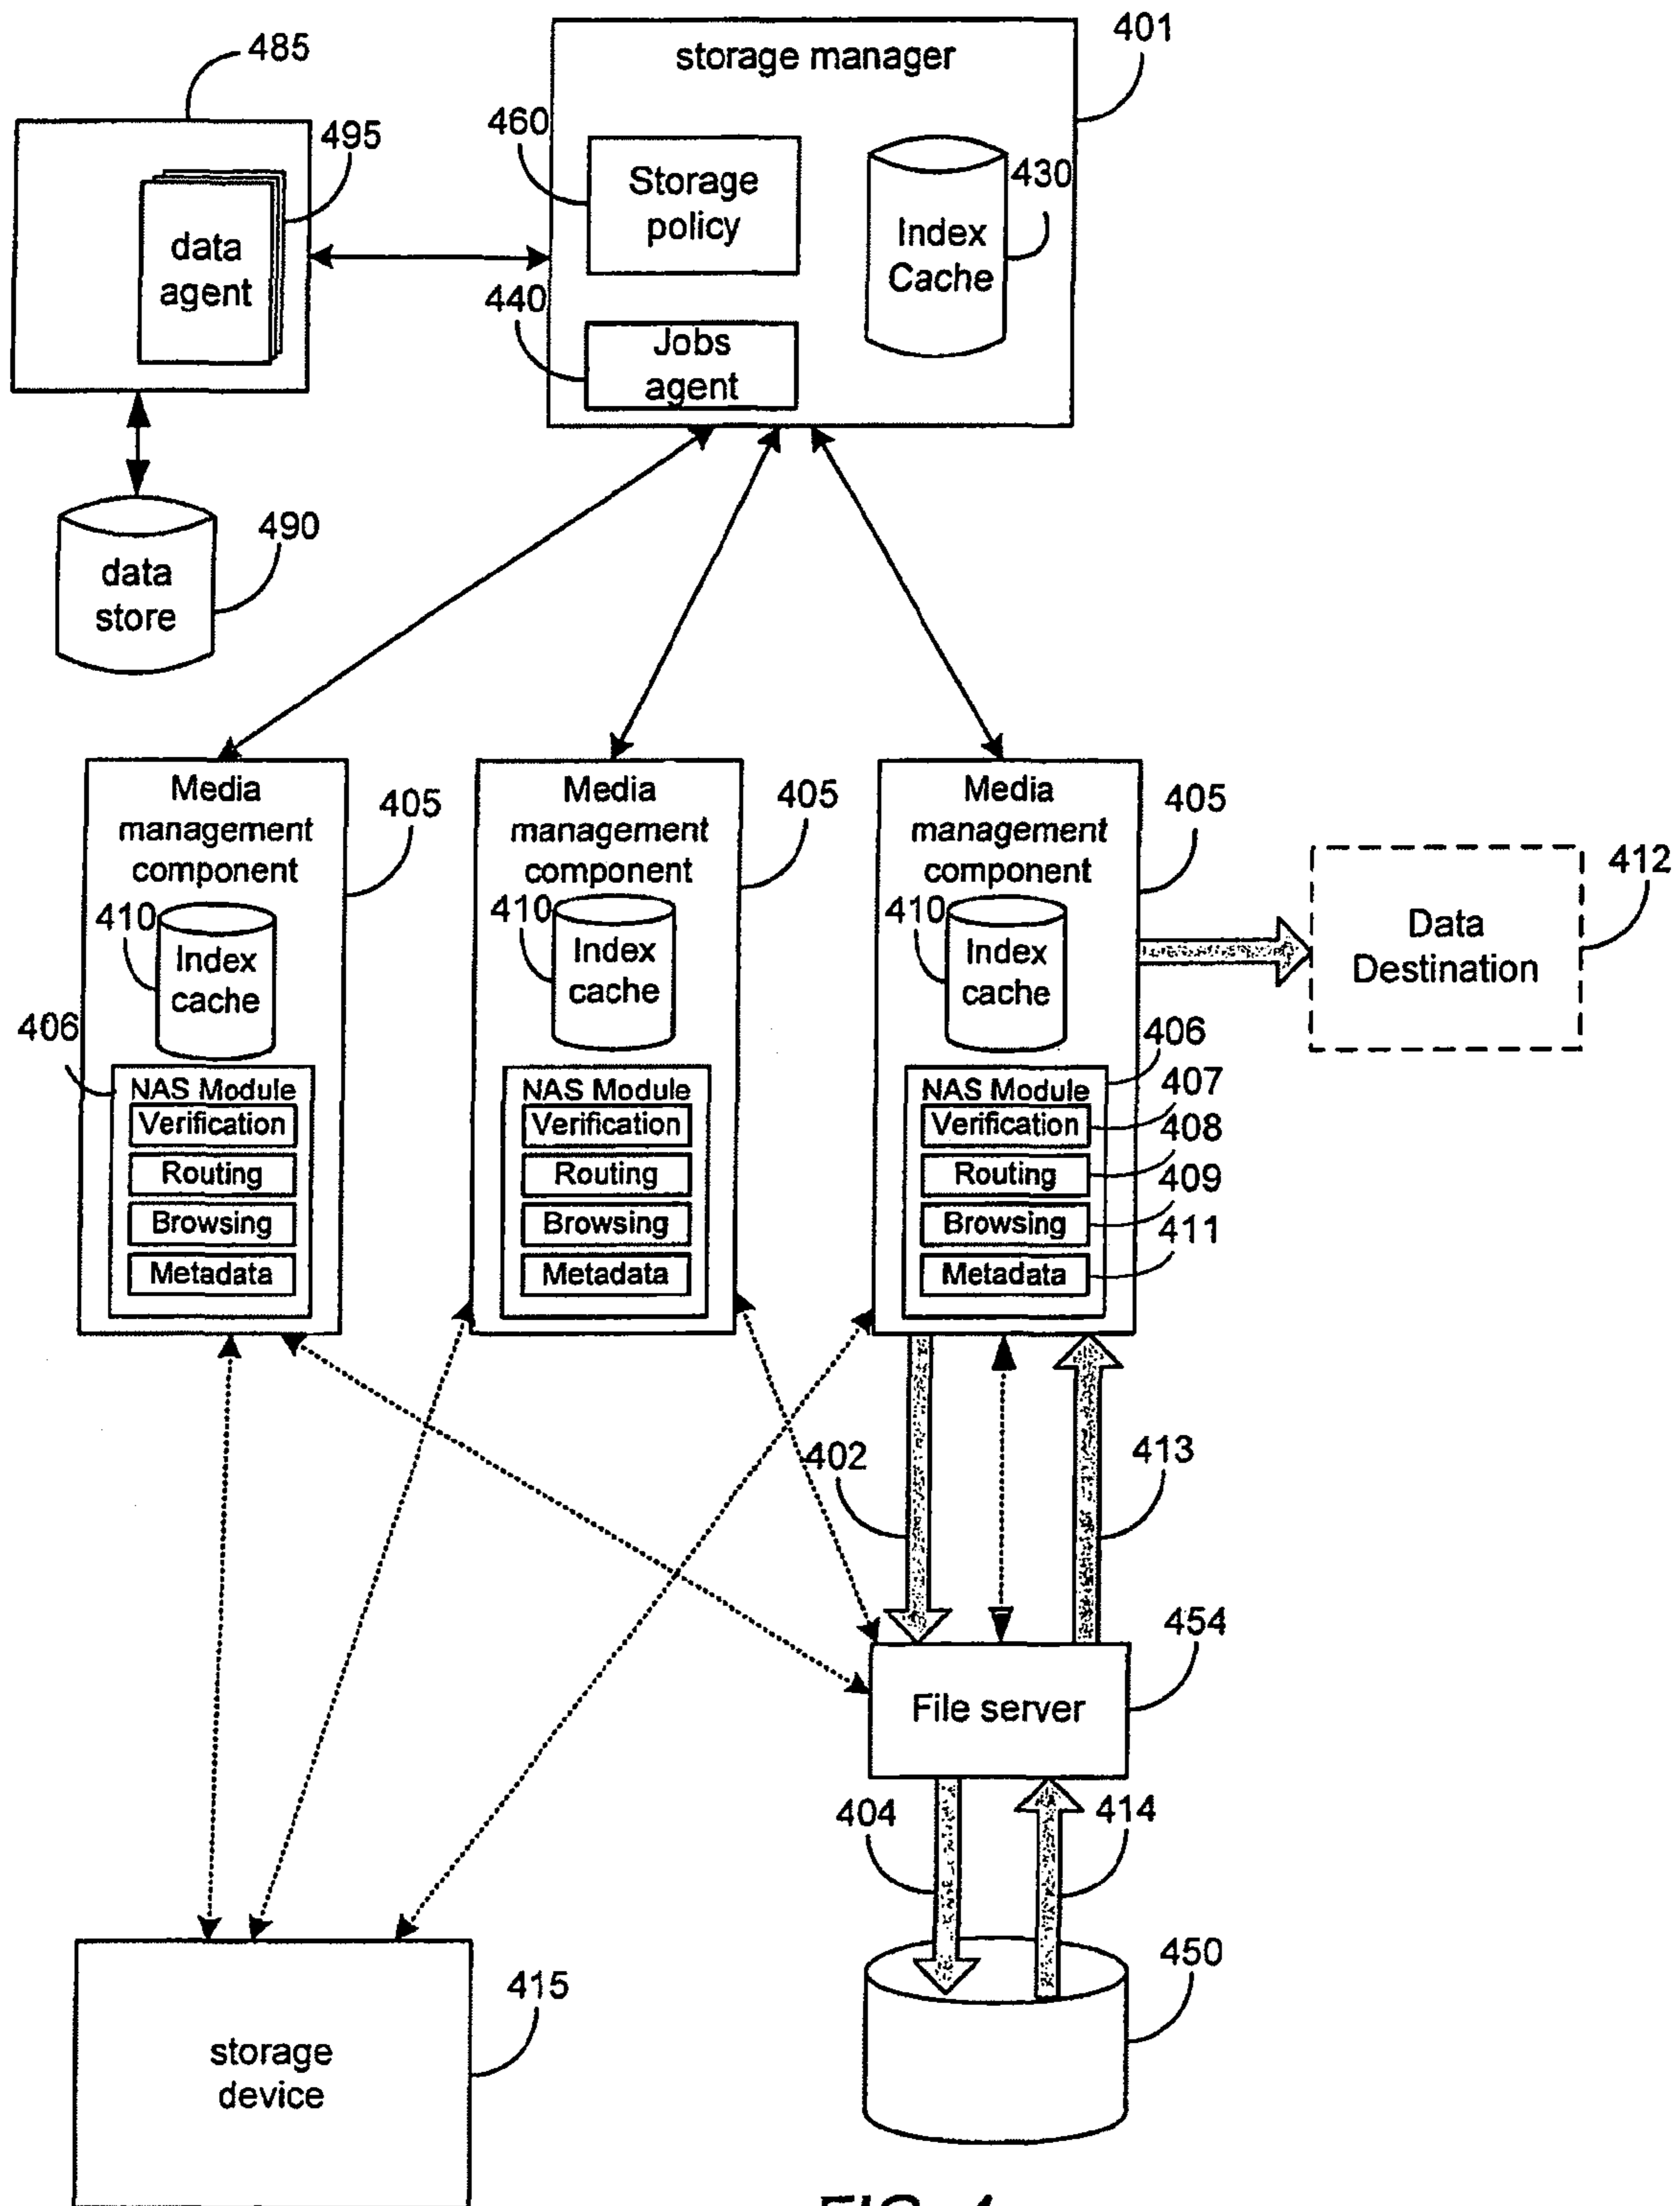 485
storage manager
401
495
460
Storage
policy
430
Index
Cache
data
agent
440
Jobs
agent
490
data
store
Media
management
component
405
Media
management
component
405
Media
management
component
405
412
Data
Destination
410
Index
cache
410
Index
cache
410
Index
cache
406
NAS Module
Verification
Routing
Browsing
Metadata
NAS Module
Verification
Routing
Browsing
Metadata
406
NAS Module
407
Verification
408
Routing
409
Browsing
411
Metadata
402
413
454
File server
404
414
450
415
storage
device
FIG. 4